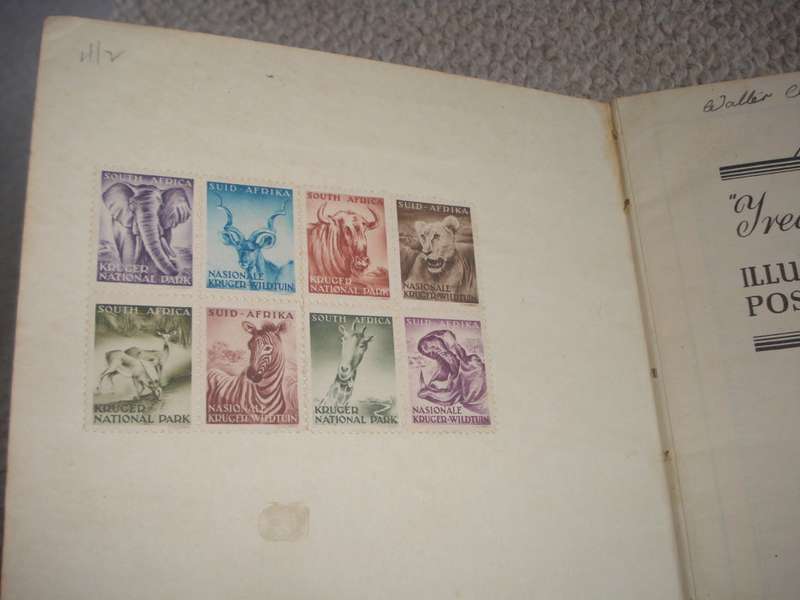 SOUTH AFRICA
KRUGER
NATIONAL PARK
SUID-AFRIKA
NASIONALE
KRUGER-WILDTUIN
SOUTH AFRICA
KRUGER
NATIONAL PARK
SUID-AFRIKA
NASIONALE
KRUGER-WILDTUIN
SOUTH AFRICA
KRUGER
NATIONAL PARK
SUID-AFRIKA
NASIONALE
KRUGER-WILDTUIN
SOUTH AFRICA
KRUGER
NATIONAL PARK
SUID-AFRIKA
NASIONALE
KRUGER-WILDTUIN
Walter
"Trea
ILLU
POS